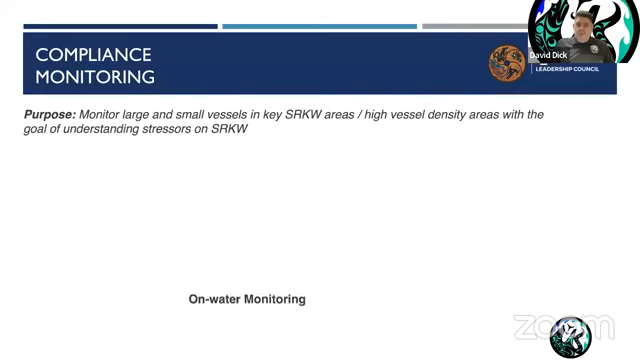 COMPLIANCE
MONITORING
David Dick
LEADERSHIP COUNCIL
Purpose: Monitor large and small vessels in key SRKW areas / high vessel density areas with the
goal of understanding stressors on SRKW
On-water Monitoring
zoom